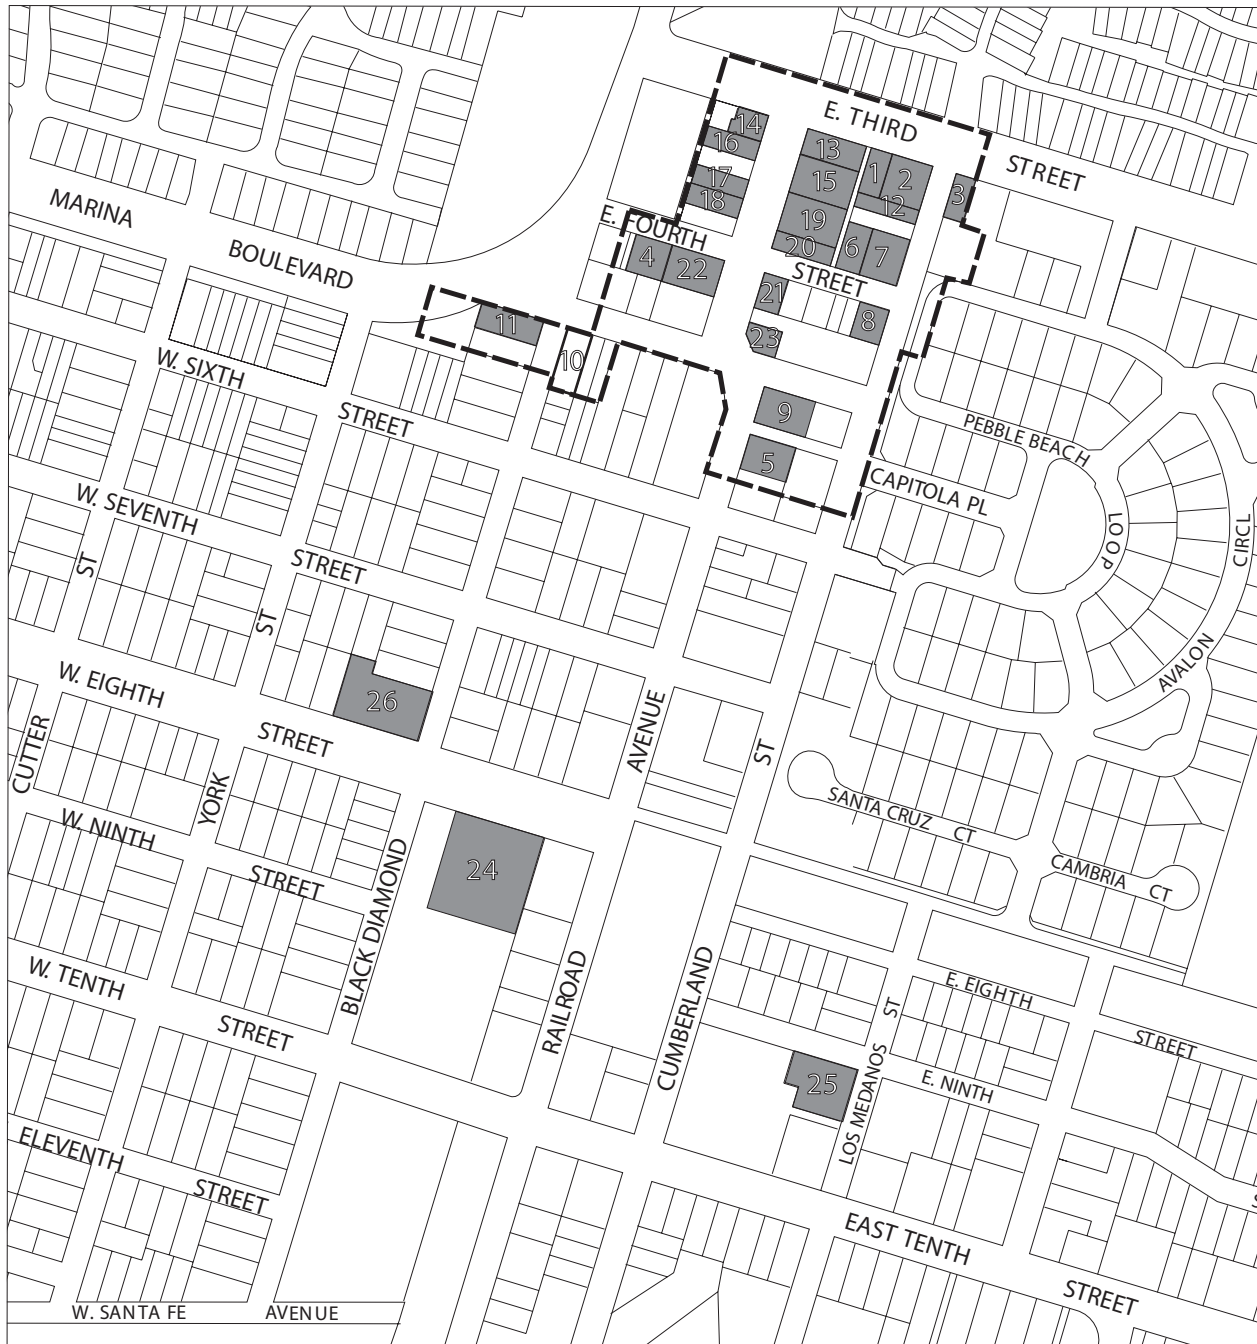 E. THIRD
STREET
14
16
13
1
2
17
15
3
18
12
MARINA
E. FOURTH
19
20
6
7
BOULEVARD
4
22
STREET
21
8
11
23
10
W. SIXTH
STREET
9
PEBBLE BEACH
5
CAPITOLA PL
W. SEVENTH
LOOP
CIRCL
STREET
ST
ST
AVALON
W. EIGHTH
26
STREET
AVENUE
ST
CUTTER
YORK
SANTA CRUZ CT
W. NINTH
STREET
24
CAMBRIA CT
BLACK DIAMOND
W. TENTH
STREET
RAILROAD
CUMBERLAND
E. EIGHTH
STREET
ST
LOS MEDANOS
25
E. NINTH
ELEVENTH
STREET
S
EAST TENTH
STREET
W. SANTA FE AVENUE